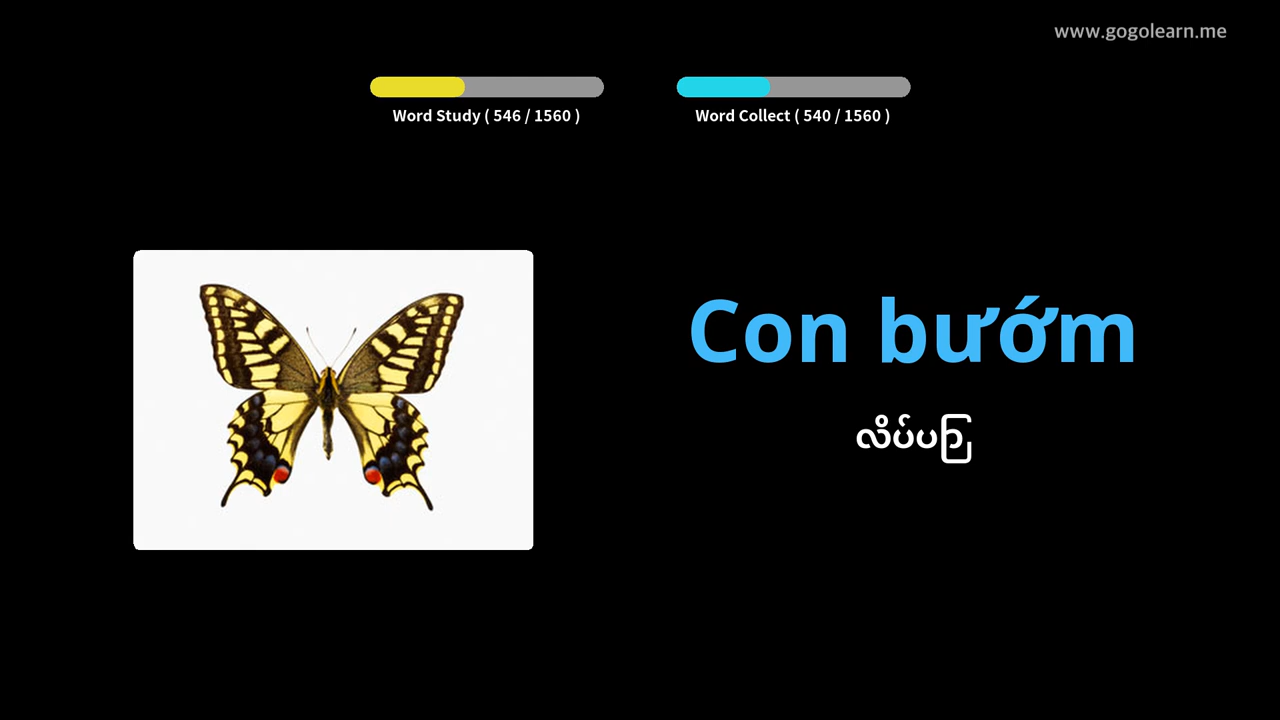 www.gogolearn.me
Word Study ( 546 / 1560 )
Word Collect ( 540 / 1560 )
Con bướm
လိပ်ပြာ